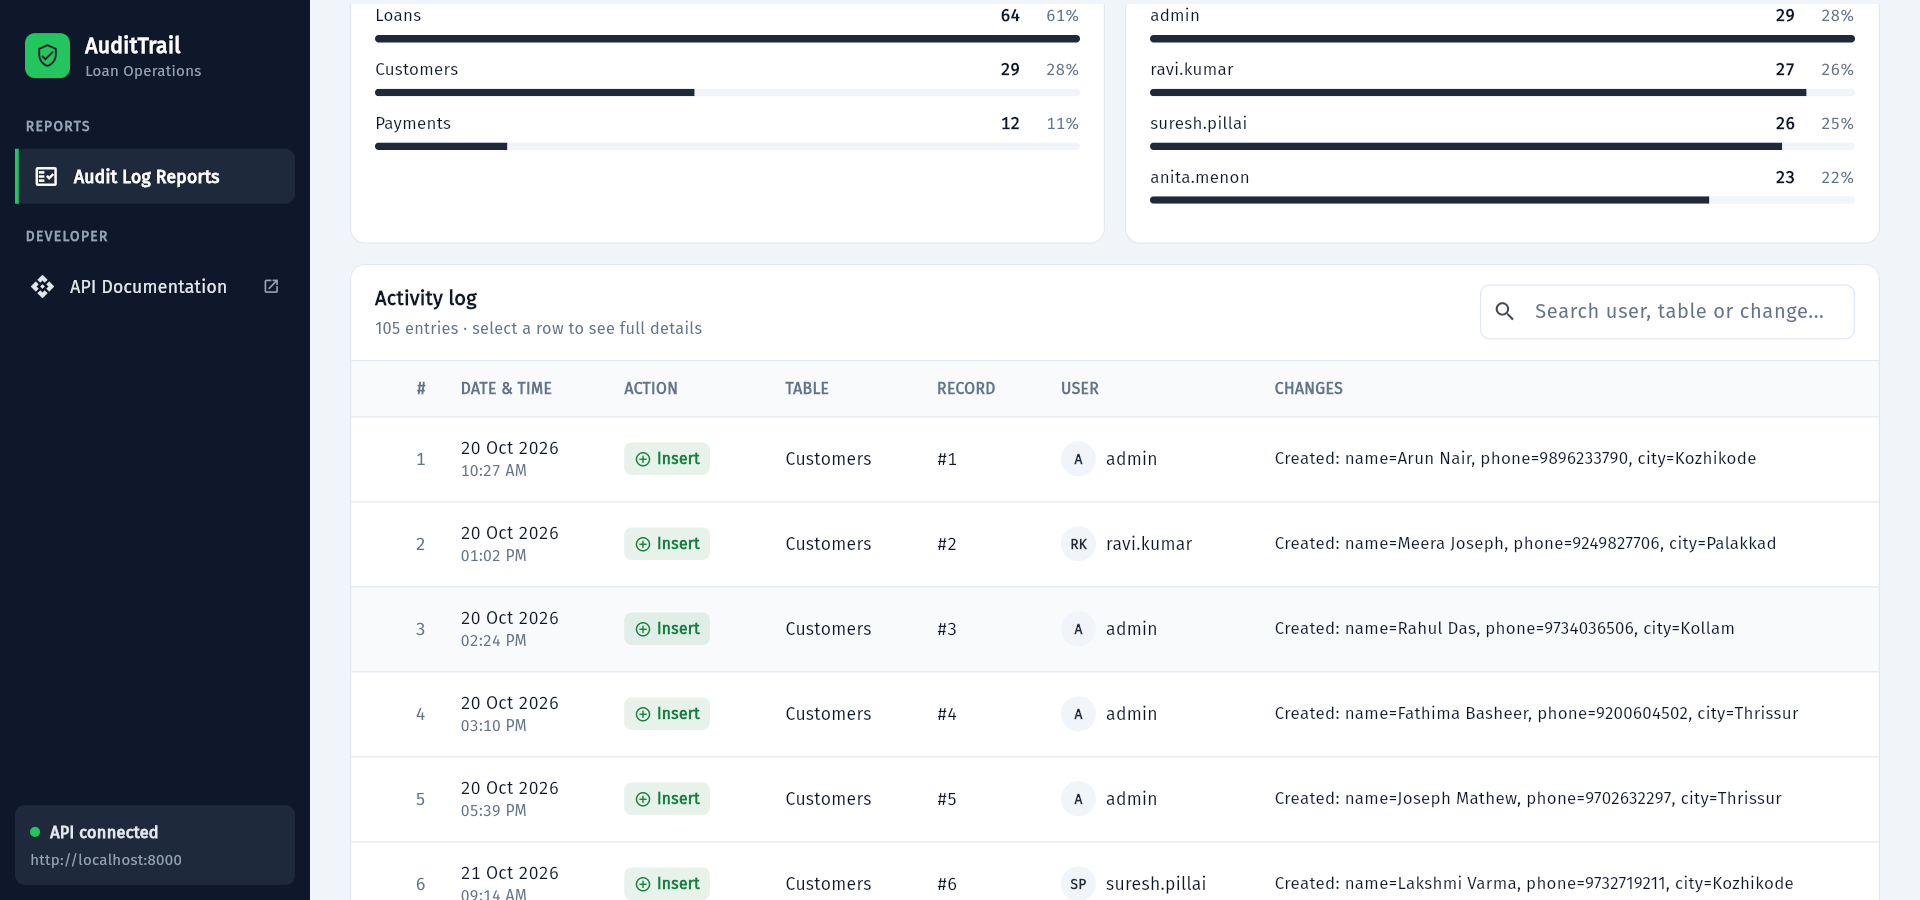 AuditTrail
Loan Operations
REPORTS
Audit Log Reports
DEVELOPER
API Documentation
API connected
http://localhost:8000
Loans 64 61%
Customers 29 28%
Payments 12 11%
admin 29 28%
ravi.kumar 27 26%
suresh.pillai 26 25%
anita.menon 23 22%
Activity log
105 entries · select a row to see full details
Search user, table or change...
# DATE & TIME ACTION TABLE RECORD USER CHANGES
1 20 Oct 2026 10:27 AM Insert Customers #1 A admin Created: name=Arun Nair, phone=9896233790, city=Kozhikode
2 20 Oct 2026 01:02 PM Insert Customers #2 RK ravi.kumar Created: name=Meera Joseph, phone=9249827706, city=Palakkad
3 20 Oct 2026 02:24 PM Insert Customers #3 A admin Created: name=Rahul Das, phone=9734036506, city=Kollam
4 20 Oct 2026 03:10 PM Insert Customers #4 A admin Created: name=Fathima Basheer, phone=9200604502, city=Thrissur
5 20 Oct 2026 05:39 PM Insert Customers #5 A admin Created: name=Joseph Mathew, phone=9702632297, city=Thrissur
6 21 Oct 2026 09:14 AM Insert Customers #6 SP suresh.pillai Created: name=Lakshmi Varma, phone=9732719211, city=Kozhikode